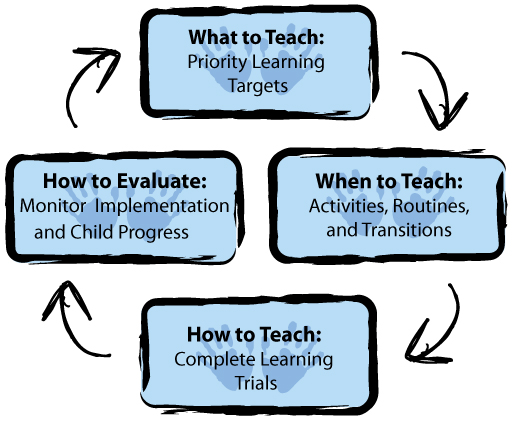 What to Teach:
Priority Learning
Targets
How to Evaluate:
Monitor Implementation
and Child Progress
When to Teach:
Activities, Routines,
and Transitions
How to Teach:
Complete Learning
Trials